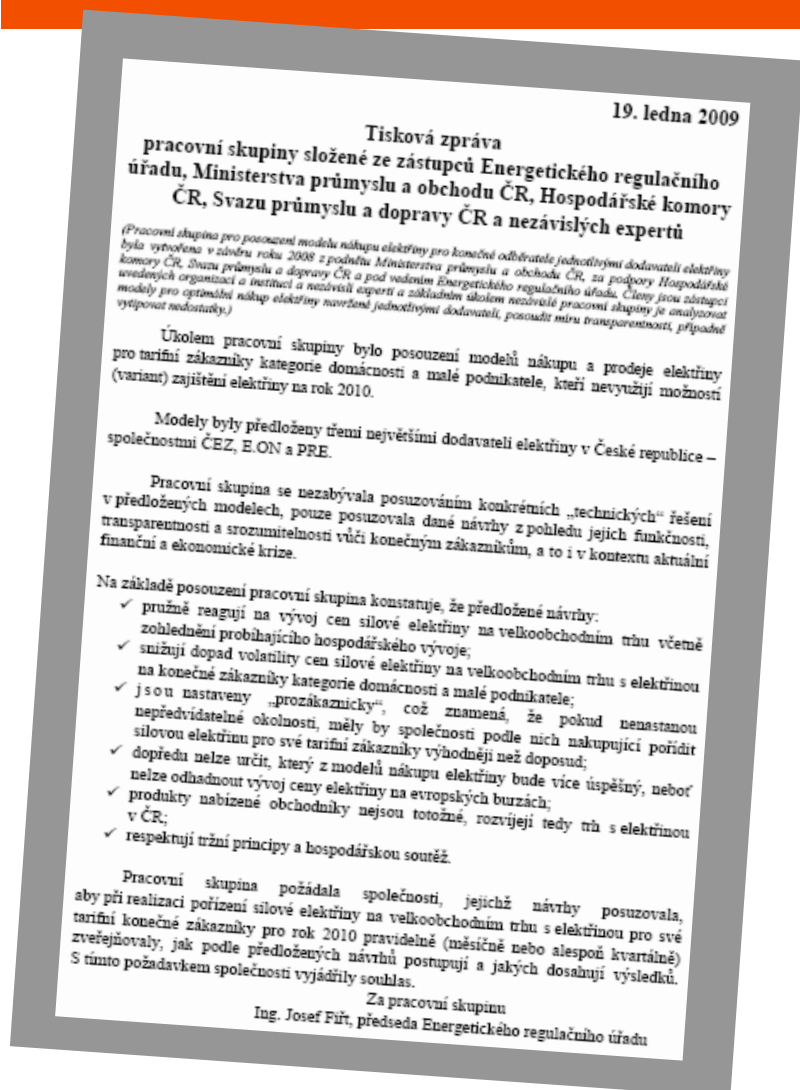 19. ledna 2009
Tisková zpráva
pracovní skupiny složené ze zástupců Energetického regulačního
úřadu, Ministerstva průmyslu a obchodu ČR, Hospodářské komory
ČR, Svazu průmyslu a dopravy ČR a nezávislých expertů
(Pracovní skupina pro posouzení modelu nákupu elektřiny pro konečné odběratele jednotlivými dodavateli elektřiny
byla vytvořena v závěru roku 2008 z podnětu Ministerstva průmyslu a obchodu ČR, za podpory Hospodářské
komory ČR, Svazu průmyslu a dopravy ČR a pod vedením Energetického regulačního úřadu. Členy jsou zástupci
uvedených organizací a institucí a nezávislí experti a základním úkolem nezávislé pracovní skupiny je analyzovat
modely pro optimální nákup elektřiny navržené jednotlivými dodavateli, posoudit míru transparentnosti, případně
vytipovat nedostatky.)
Úkolem pracovní skupiny bylo posouzení modelů nákupu a prodeje elektřiny
pro tarifní zákazníky kategorie domácnosti a malé podnikatele, kteří nevyužijí možností
(variant) zajištění elektřiny na rok 2010.
Modely byly předloženy třemi největšími dodavateli elektřiny v České republice –
společnostmi ČEZ, E.ON a PRE.
Pracovní skupina se nezabývala posuzováním konkrétních „technických“ řešení
v předložených modelech, pouze posuzovala dané návrhy z pohledu jejich funkčnosti,
transparentnosti a srozumitelnosti vůči konečným zákazníkům, a to i v kontextu aktuální
finanční a ekonomické krize.
Na základě posouzení pracovní skupina konstatuje, že předložené návrhy:
✓ pružně reagují na vývoj cen silové elektřiny na velkoobchodním trhu včetně
zohlednění probíhajícího hospodářského vývoje;
✓ snižují dopad volatility cen silové elektřiny na velkoobchodním trhu s elektřinou
na konečné zákazníky kategorie domácnosti a malé podnikatele;
✓ jsou nastaveny „prozákaznicky“, což znamená, že pokud nenastanou
nepředvídatelné okolnosti, měly by společnosti podle nich nakupující pořídit
silovou elektřinu pro své tarifní zákazníky výhodněji než doposud;
✓ dopředu nelze určit, který z modelů nákupu elektřiny bude více úspěšný, neboť
nelze odhadnout vývoj ceny elektřiny na evropských burzách;
✓ produkty nabízené obchodníky nejsou totožné, rozvíjejí tedy trh s elektřinou
v ČR;
✓ respektují tržní principy a hospodářskou soutěž.
Pracovní skupina požádala společnosti, jejichž návrhy posuzovala,
aby při realizaci pořízení silové elektřiny na velkoobchodním trhu s elektřinou pro své
tarifní konečné zákazníky pro rok 2010 pravidelně (měsíčně nebo alespoň kvartálně)
zveřejňovaly, jak podle předložených návrhů postupují a jakých dosahují výsledků.
S tímto požadavkem společnosti vyjádřily souhlas.
Za pracovní skupinu
Ing. Josef Fiřt, předseda Energetického regulačního úřadu